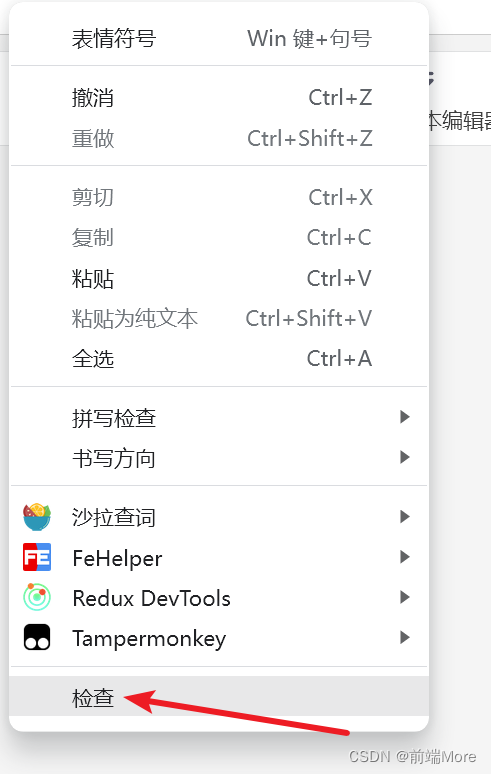 表情符号 Win 键+句号
撤消 Ctrl+Z
重做 Ctrl+Shift+Z
本编辑器
剪切 Ctrl+X
复制 Ctrl+C
粘贴 Ctrl+V
粘贴为纯文本 Ctrl+Shift+V
全选 Ctrl+A
拼写检查
书写方向
沙拉查词
FE FeHelper
Redux DevTools
Tampermonkey
检查
CSDN @前端More